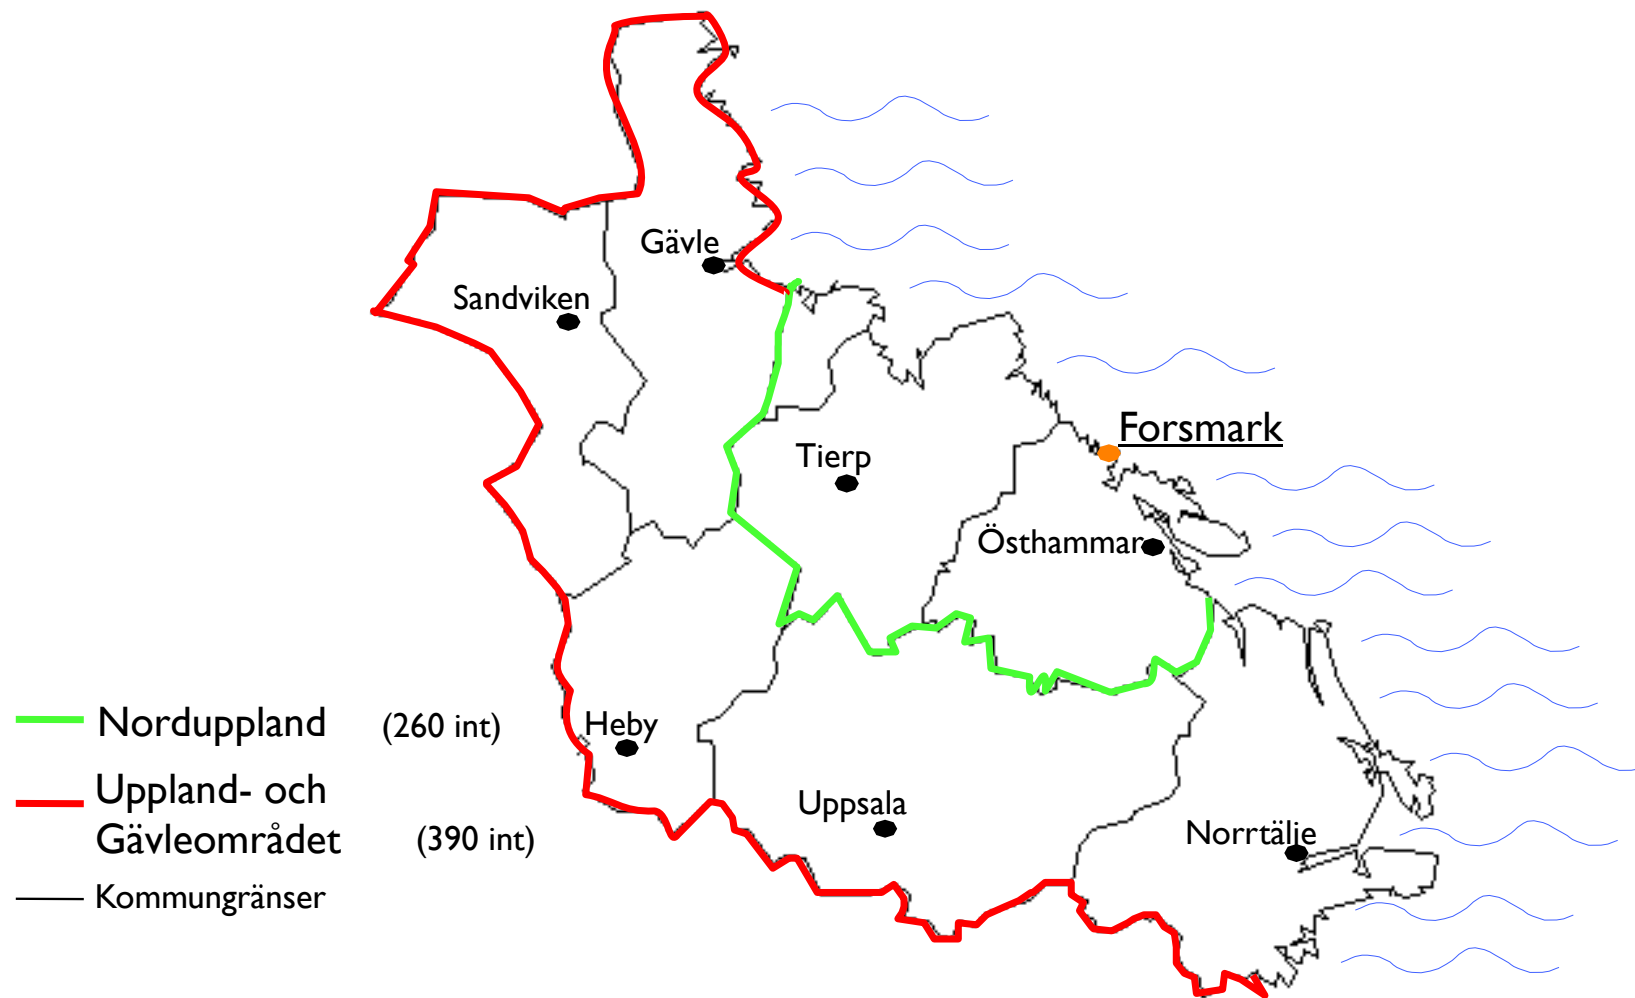 Gävle
Sandviken
Forsmark
Tierp
Östhammar
Norduppland (260 int)
Heby
Uppland- och
Gävleområdet (390 int)
Uppsala
Norrtälje
Kommungränser